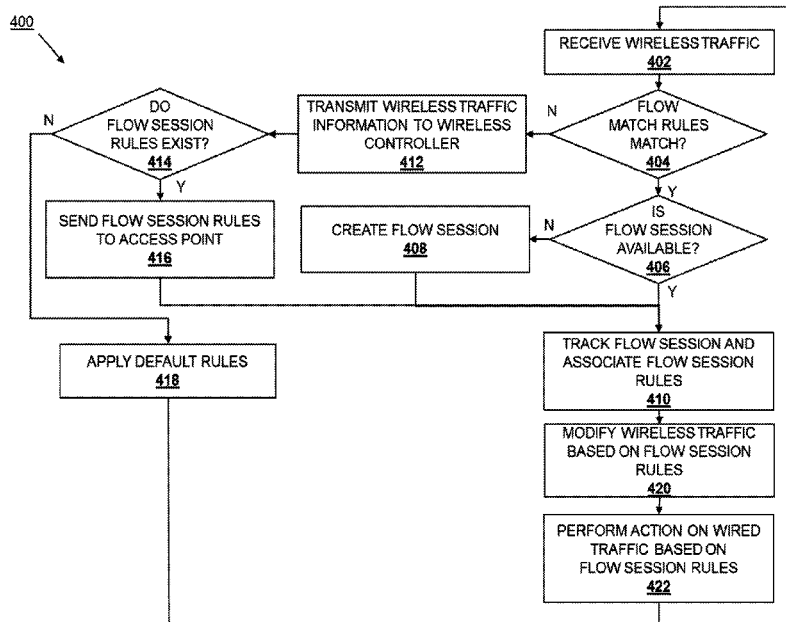 400
RECEIVE WIRELESS TRAFFIC
402
DO
FLOW SESSION
RULES EXIST?
414
N
Y
TRANSMIT WIRELESS TRAFFIC
INFORMATION TO WIRELESS
CONTROLLER
412
N
FLOW
MATCH RULES
MATCH?
404
Y
SEND FLOW SESSION RULES
TO ACCESS POINT
416
CREATE FLOW SESSION
408
N
IS
FLOW SESSION
AVAILABLE?
406
Y
APPLY DEFAULT RULES
418
TRACK FLOW SESSION AND
ASSOCIATE FLOW SESSION
RULES
410
MODIFY WIRELESS TRAFFIC
BASED ON FLOW SESSION
RULES
420
PERFORM ACTION ON WIRED
TRAFFIC BASED ON
FLOW SESSION RULES
422